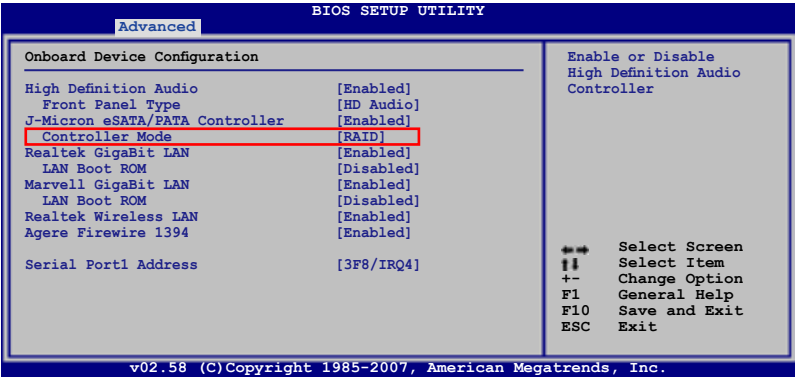 BIOS SETUP UTILITY
Advanced
Onboard Device Configuration
High Definition Audio [Enabled]
Front Panel Type [HD Audio]
J-Micron eSATA/PATA Controller [Enabled]
Controller Mode [RAID]
Realtek GigaBit LAN [Enabled]
LAN Boot ROM [Disabled]
Marvell GigaBit LAN [Enabled]
LAN Boot ROM [Disabled]
Realtek Wireless LAN [Enabled]
Agere Firewire 1394 [Enabled]
Serial Port1 Address [3F8/IRQ4]
Enable or Disable
High Definition Audio
Controller
←→ Select Screen
↑↓ Select Item
+- Change Option
F1 General Help
F10 Save and Exit
ESC Exit
v02.58 (C)Copyright 1985-2007, American Megatrends, Inc.